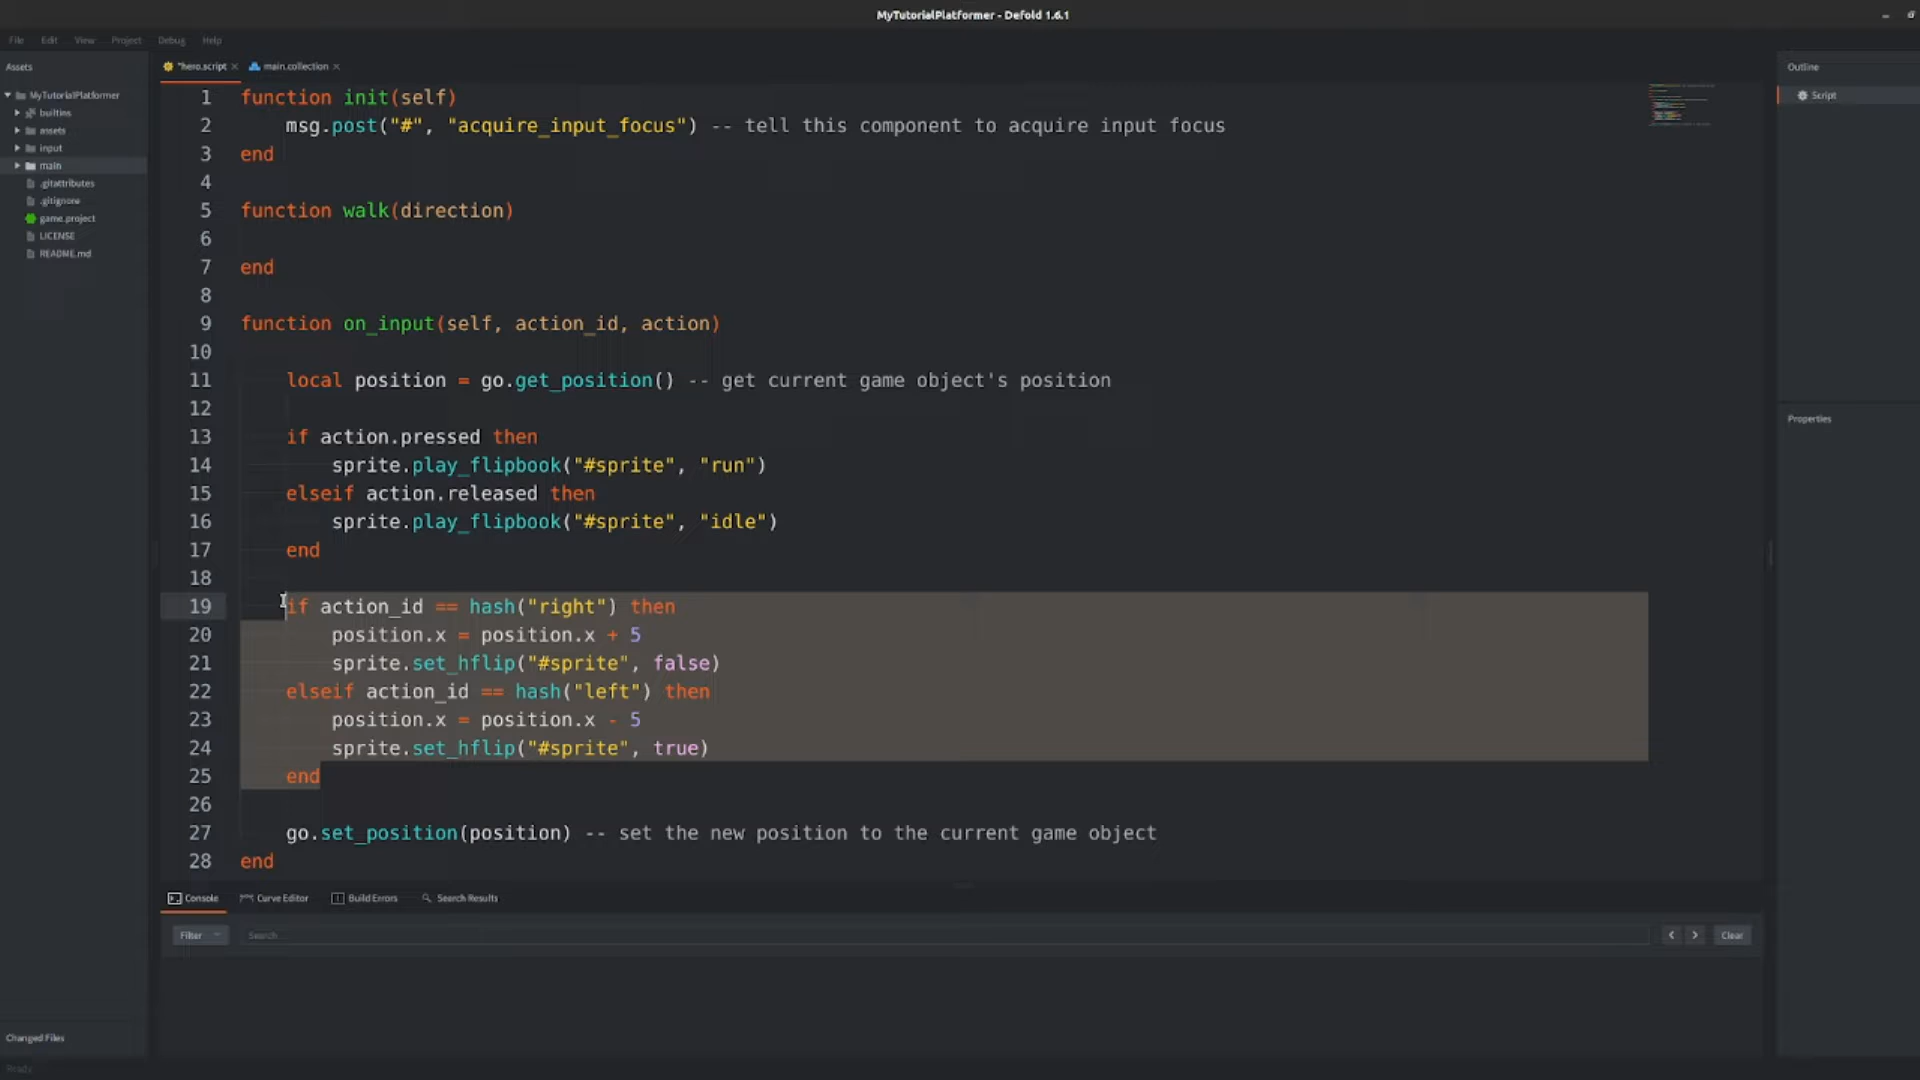 MyTutorialPlatformer - Defold 1.6.1
File Edit View Project Debug Help
Assets
*hero.script × main.collection ×
Outline
MyTutorialPlatformer
builtins
assets
input
main
.gitattributes
.gitignore
game.project
LICENSE
README.md
Script
Properties
1 function init(self)
2 msg.post("#", "acquire_input_focus") -- tell this component to acquire input focus
3 end
4
5 function walk(direction)
6
7 end
8
9 function on_input(self, action_id, action)
10
11 local position = go.get_position() -- get current game object's position
12
13 if action.pressed then
14 sprite.play_flipbook("#sprite", "run")
15 elseif action.released then
16 sprite.play_flipbook("#sprite", "idle")
17 end
18
19 if action_id == hash("right") then
20 position.x = position.x + 5
21 sprite.set_hflip("#sprite", false)
22 elseif action_id == hash("left") then
23 position.x = position.x - 5
24 sprite.set_hflip("#sprite", true)
25 end
26
27 go.set_position(position) -- set the new position to the current game object
28 end
Console Curve Editor Build Errors Search Results
Filter Search... < > Clear
Changed Files
Ready